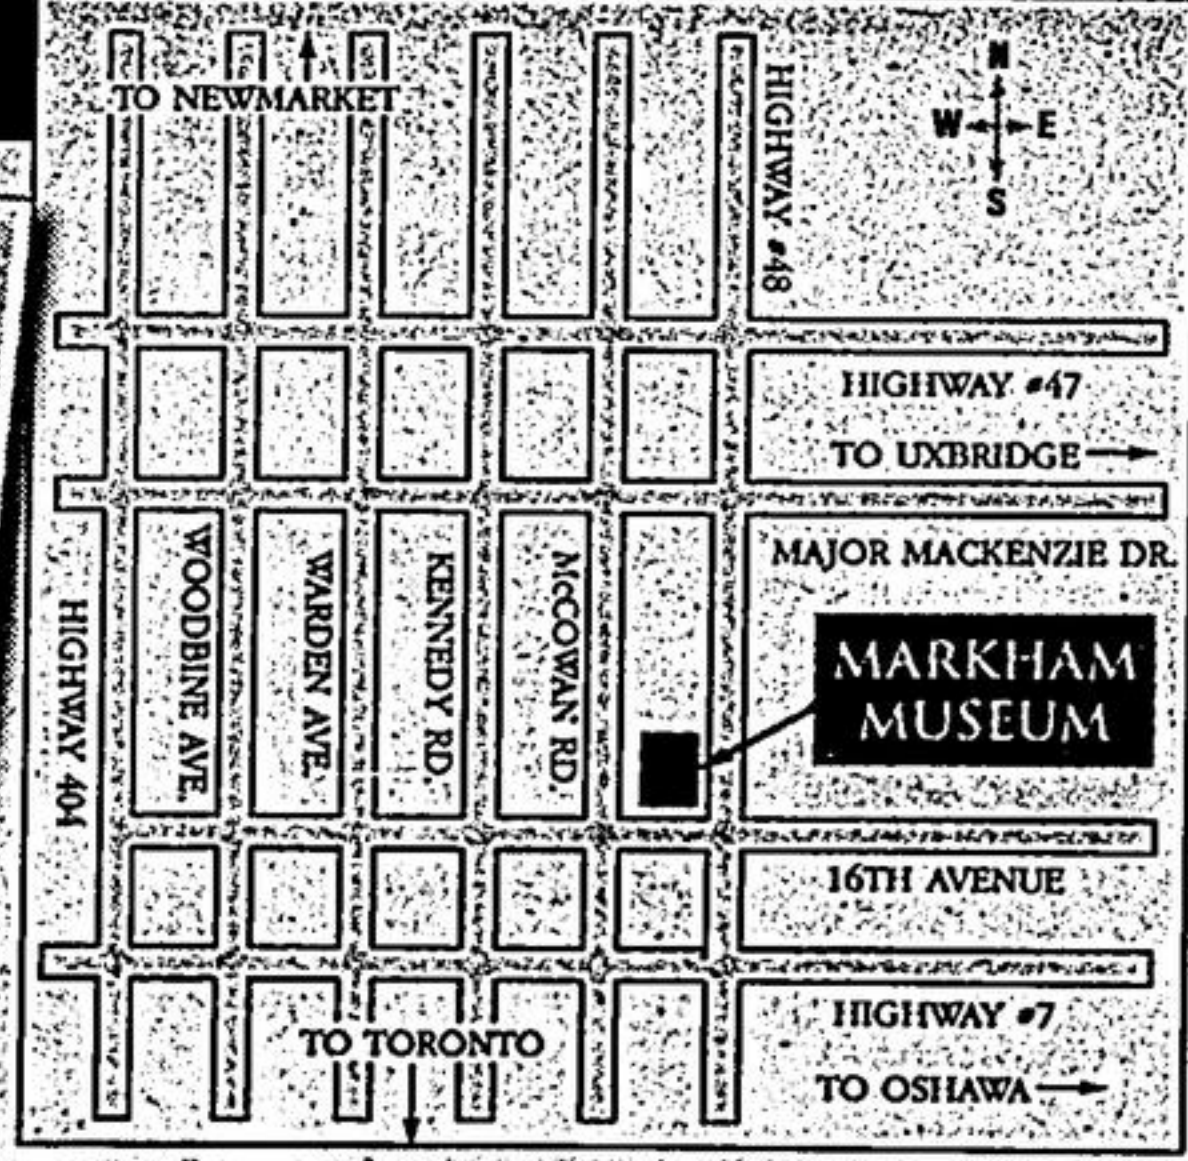 TO NEWMARKET
HIGHWAY #48
N
W E
S
HIGHWAY #47
TO UXBRIDGE
MAJOR MACKENZIE DR.
HIGHWAY 404
WOODBINE AVE.
WARDEN AVE.
KENNEDY RD.
McCOWAN RD.
MARKHAM
MUSEUM
16TH AVENUE
HIGHWAY #7
TO TORONTO
TO OSHAWA